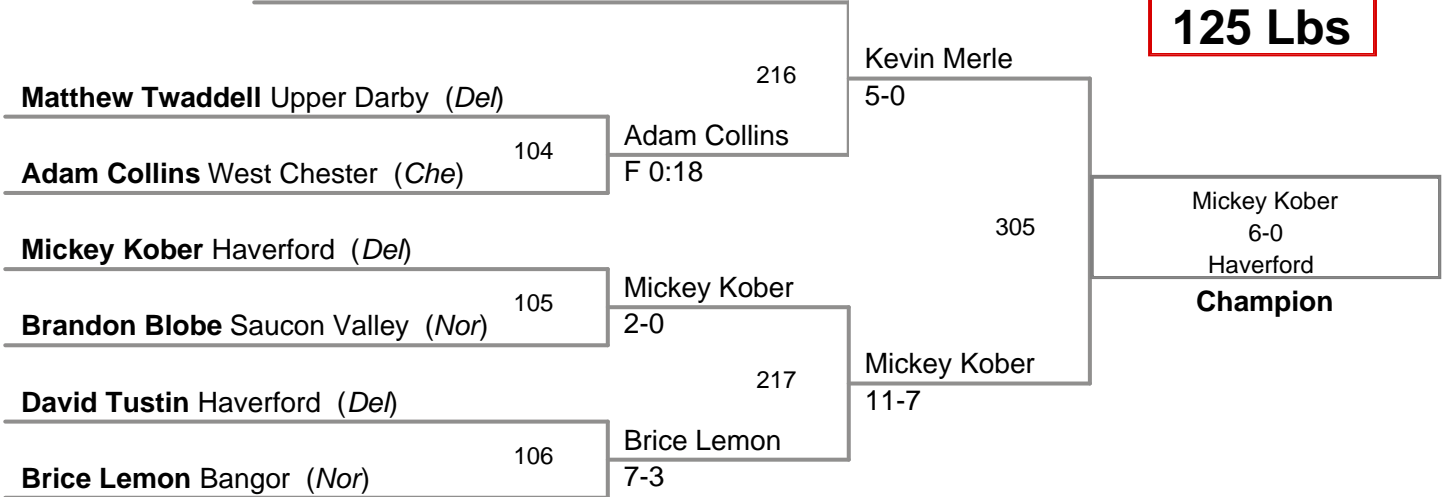 125 Lbs
Kevin Merle
216
5-0
Matthew Twaddell Upper Darby (Del)
Adam Collins
104
F 0:18
Adam Collins West Chester (Che)
Mickey Kober
6-0
Haverford
Champion
305
Mickey Kober Haverford (Del)
Mickey Kober
105
2-0
Brandon Blobe Saucon Valley (Nor)
Mickey Kober
217
11-7
David Tustin Haverford (Del)
Brice Lemon
106
7-3
Brice Lemon Bangor (Nor)